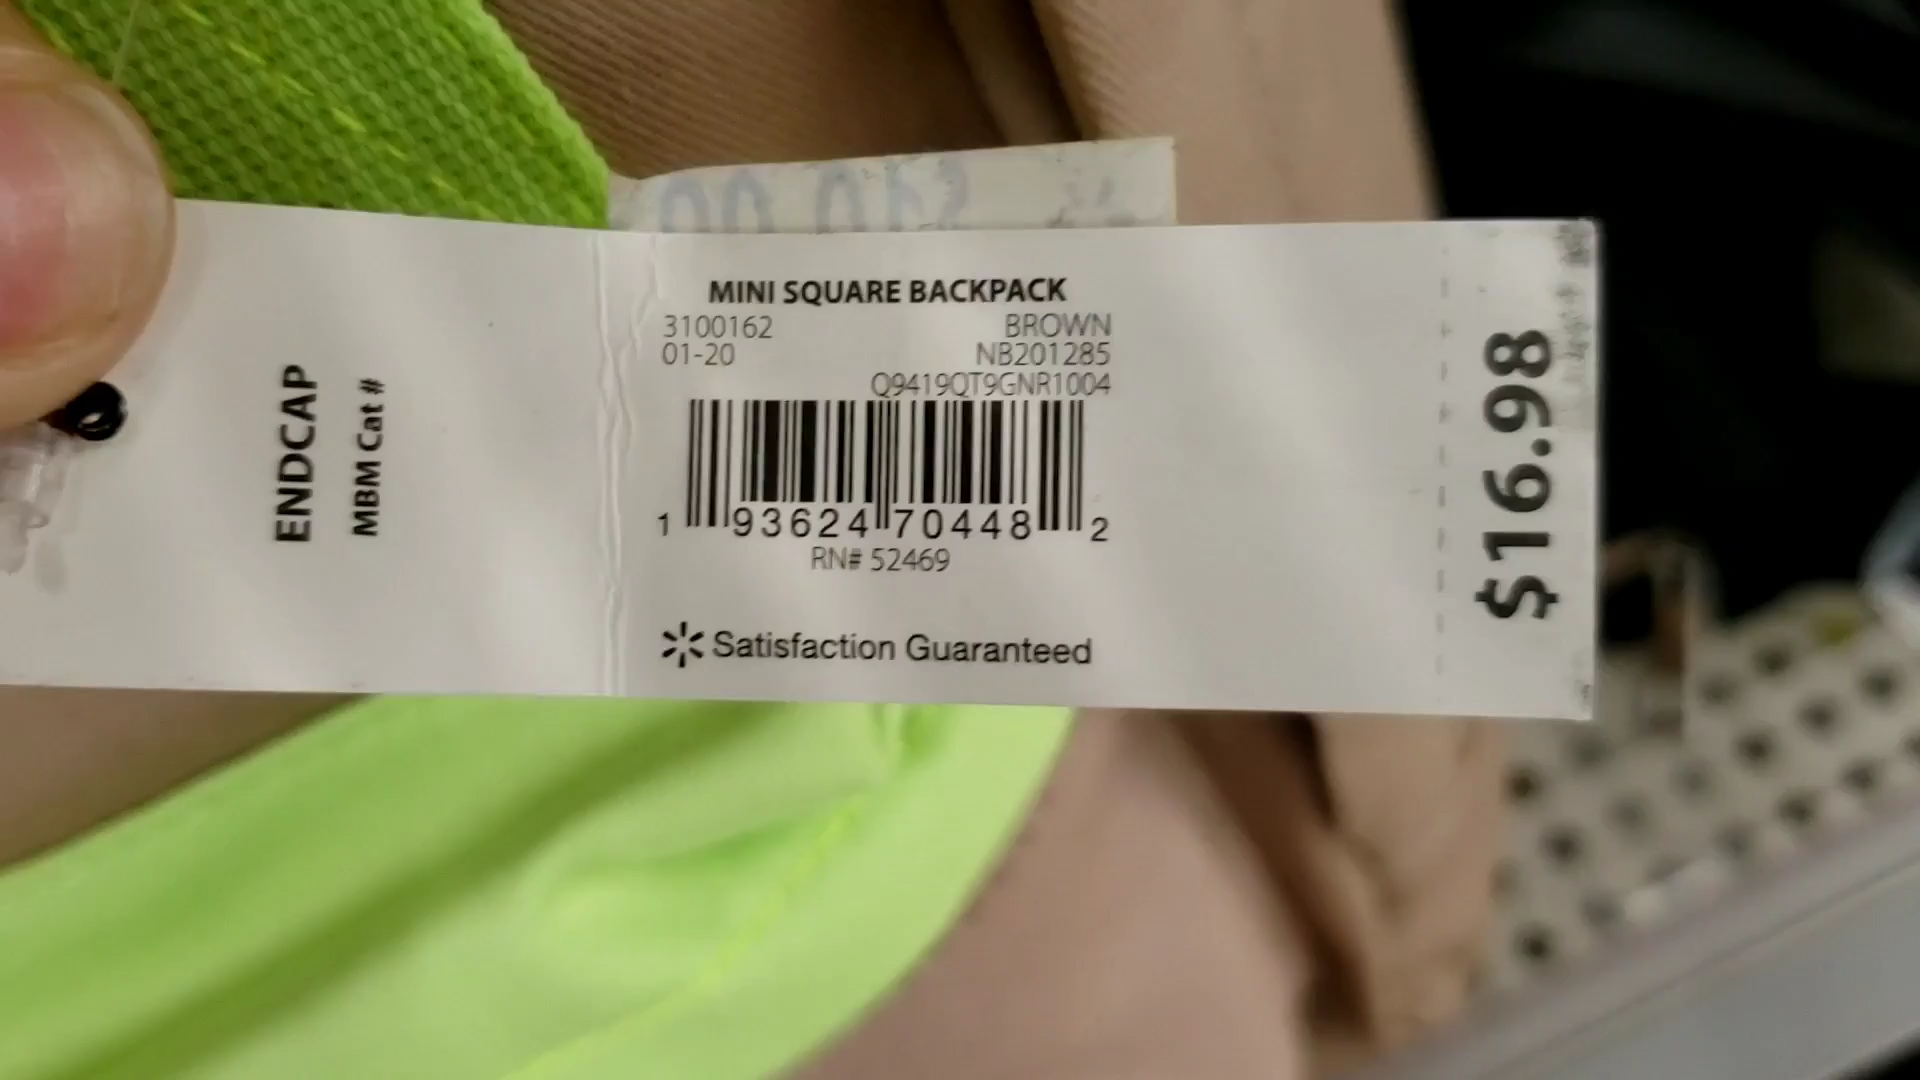 MINI SQUARE BACKPACK
3100162 BROWN
01-20 NB201285
Q9419QT9GNR1004
1 93624 70448 2
RN# 52469
Satisfaction Guaranteed
ENDCAP
MBM Cat #
$16.98